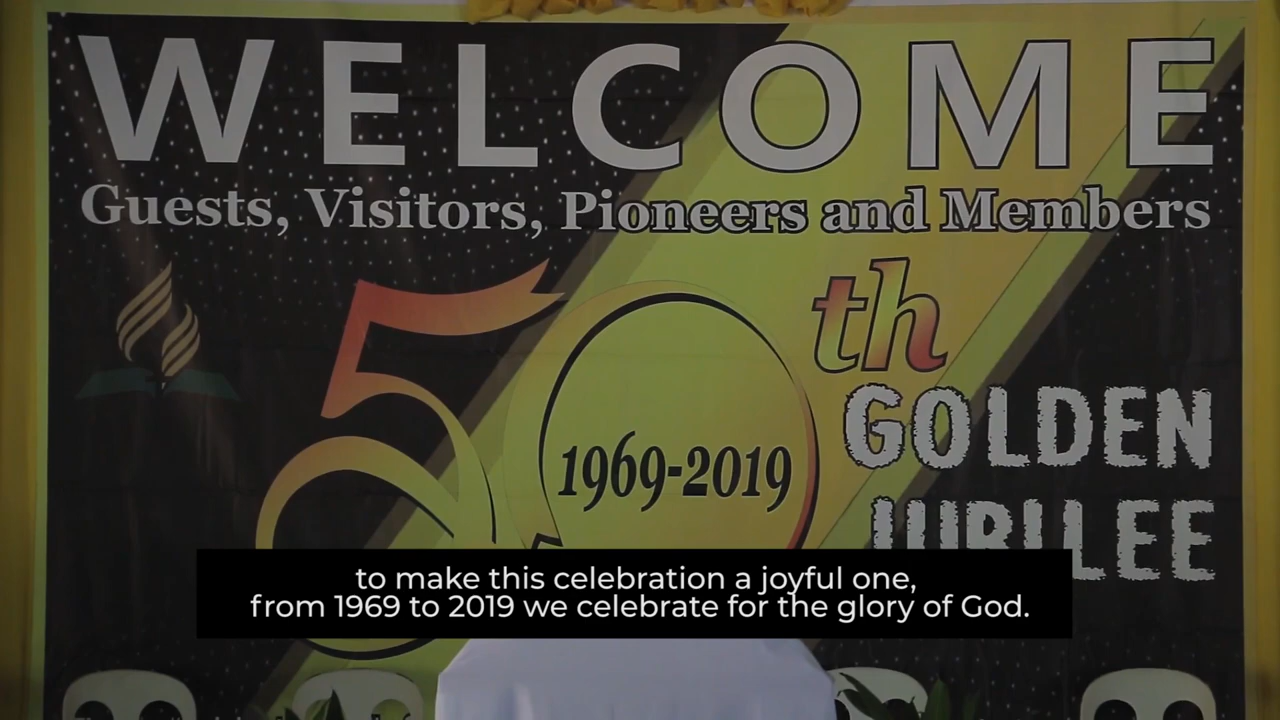 WELCOME
Guests, Visitors, Pioneers and Members
50th
1969-2019
GOLDEN
JUBILEE
to make this celebration a joyful one,
from 1969 to 2019 we celebrate for the glory of God.